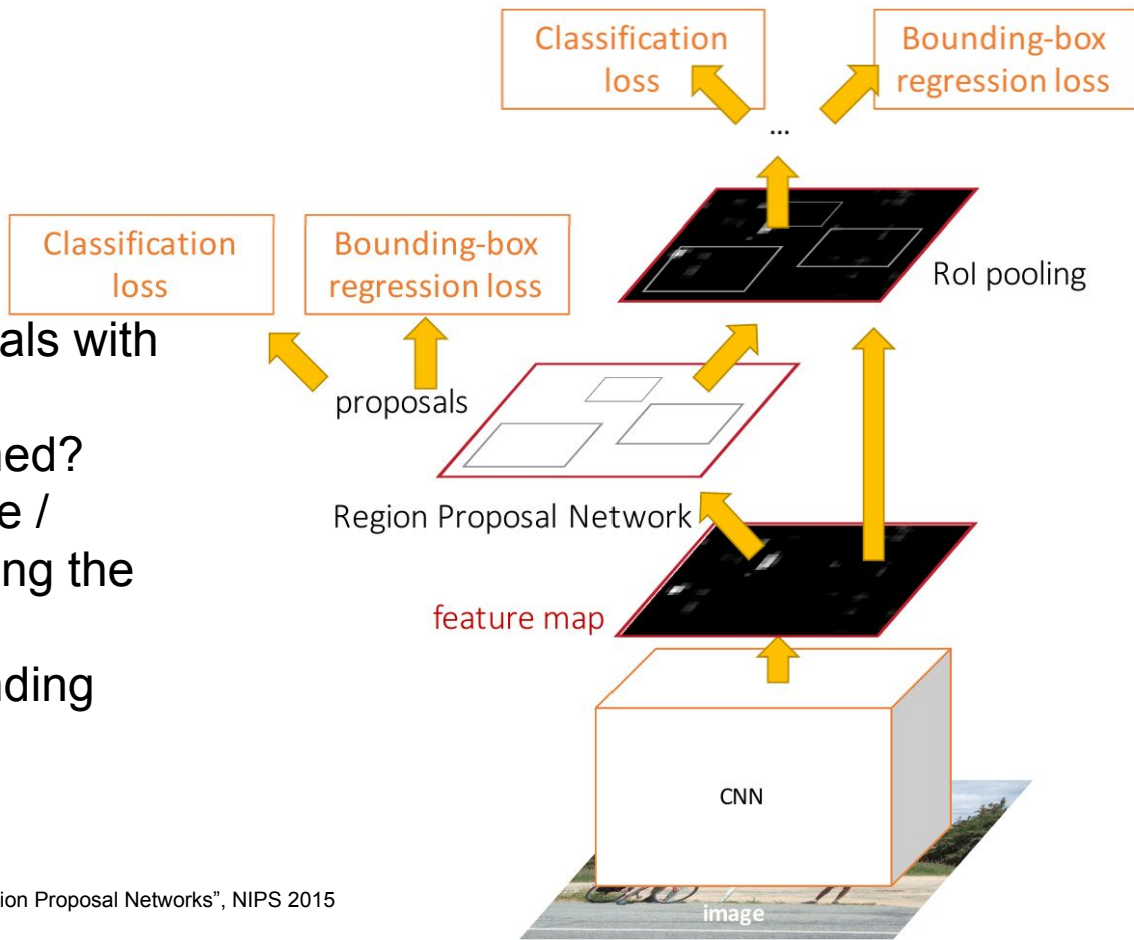 Classification
loss
Bounding-box
regression loss
...
Classification
loss
Bounding-box
regression loss
RoI pooling
als with
proposals
ned?
e /
Region Proposal Network
ng the
feature map
nding
CNN
ion Proposal Networks”, NIPS 2015
image